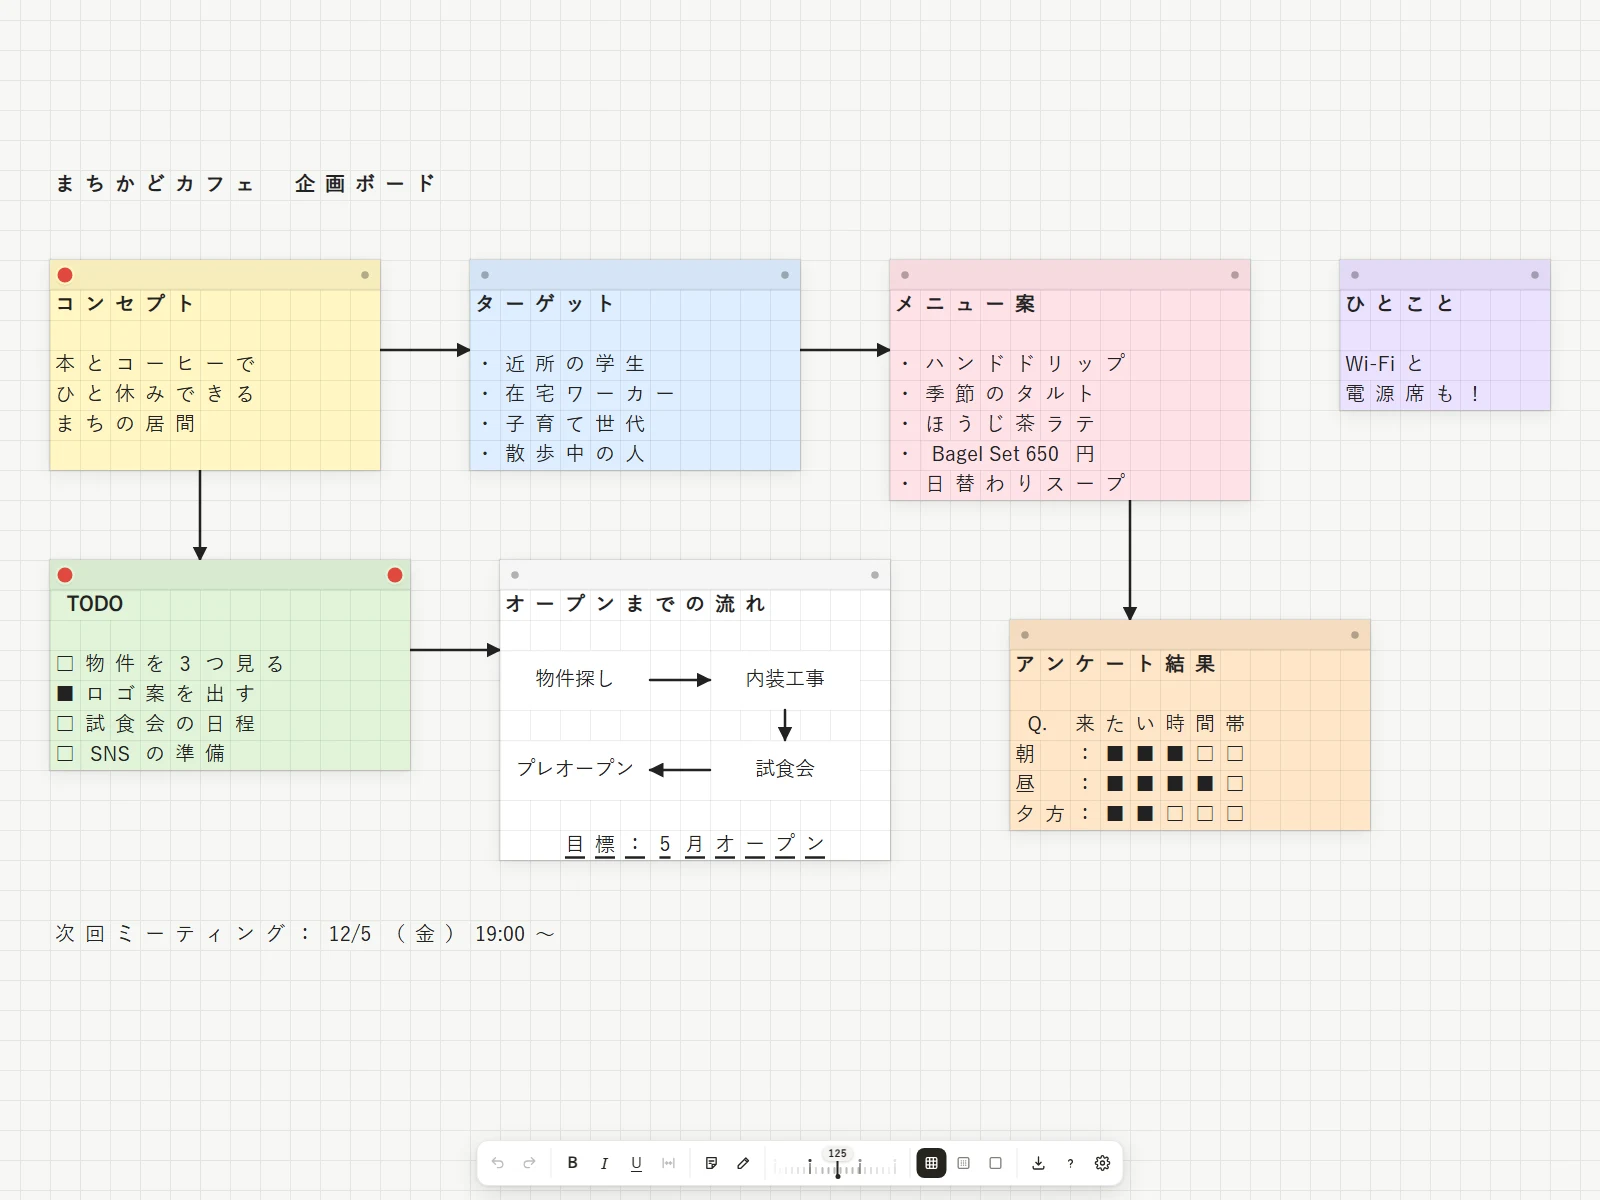 まちかどカフェ　企画ボード
コンセプト
本とコーヒーで
ひと休みできる
まちの居間
ターゲット
・近所の学生
・在宅ワーカー
・子育て世代
・散歩中の人
メニュー案
・ハンドドリップ
・季節のタルト
・ほうじ茶ラテ
・Bagel Set 650 円
・日替わりスープ
ひとこと
Wi-Fi と
電源席も！
TODO
□物件を3つ見る
■ロゴ案を出す
□試食会の日程
□SNSの準備
オープンまでの流れ
物件探し → 内装工事
↓
プレオープン ← 試食会
目標：5月オープン
アンケート結果
Q. 来たい時間帯
朝　：■■■□□
昼　：■■■■□
夕方：■■□□□
次回ミーティング：12/5（金）19:00～
B I U 125 ?